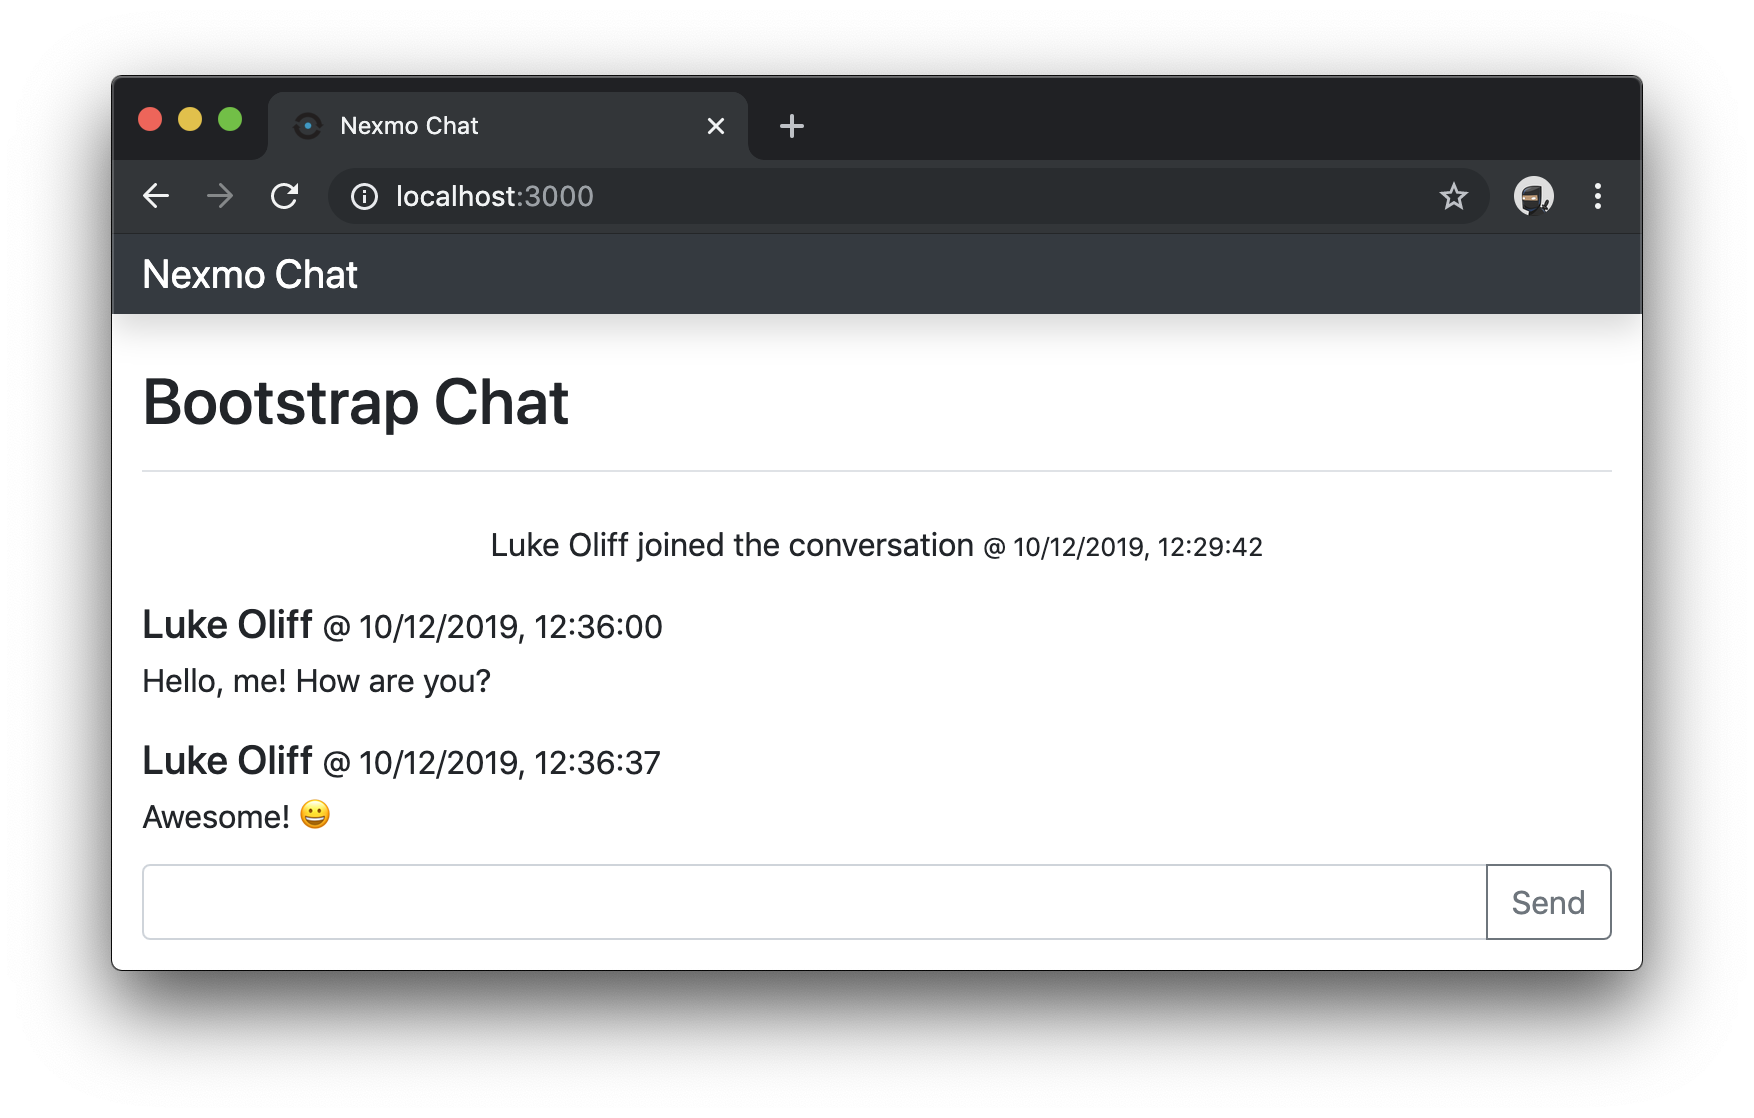 Nexmo Chat
localhost:3000
Nexmo Chat
Bootstrap Chat
Luke Oliff joined the conversation @ 10/12/2019, 12:29:42
Luke Oliff @ 10/12/2019, 12:36:00
Hello, me! How are you?
Luke Oliff @ 10/12/2019, 12:36:37
Awesome! 😀
Send